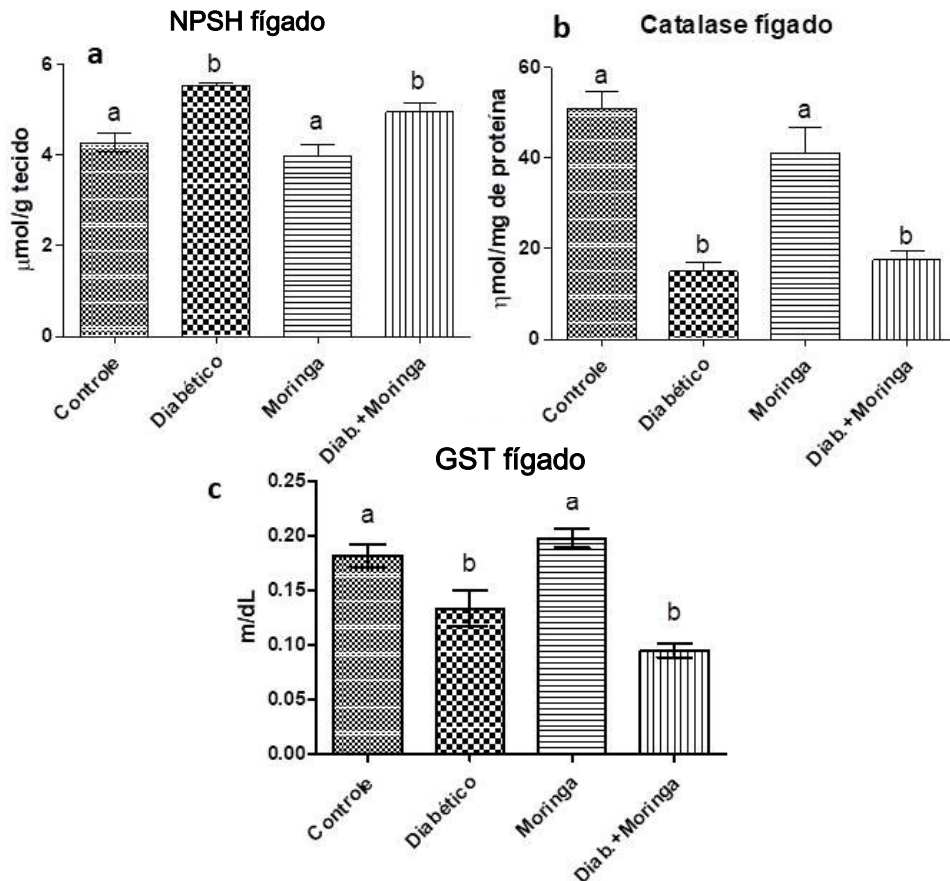 NPSH fígado
a
6
4
2
0
μmol/g tecido
a
b
a
b
Controle
Diabético
Moringa
Diab.+Moringa
b
Catalase fígado
60
40
20
0
ηmol/mg de proteína
a
b
a
b
Controle
Diabético
Moringa
Diab.+Moringa
c
GST fígado
0.25
0.20
0.15
0.10
0.05
0.00
m/dL
a
b
a
b
Controle
Diabético
Moringa
Diab.+Moringa